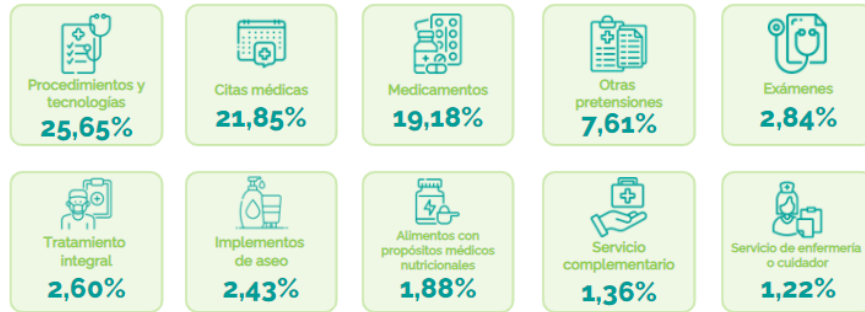 Procedimientos y
tecnologías
25,65%
Citas médicas
21,85%
Medicamentos
19,18%
Otras
pretensiones
7,61%
Exámenes
2,84%
Tratamiento
integral
2,60%
Implementos
de aseo
2,43%
Alimentos con
propósitos médicos
nutricionales
1,88%
Servicio
complementario
1,36%
Servicio de enfermería
o cuidador
1,22%